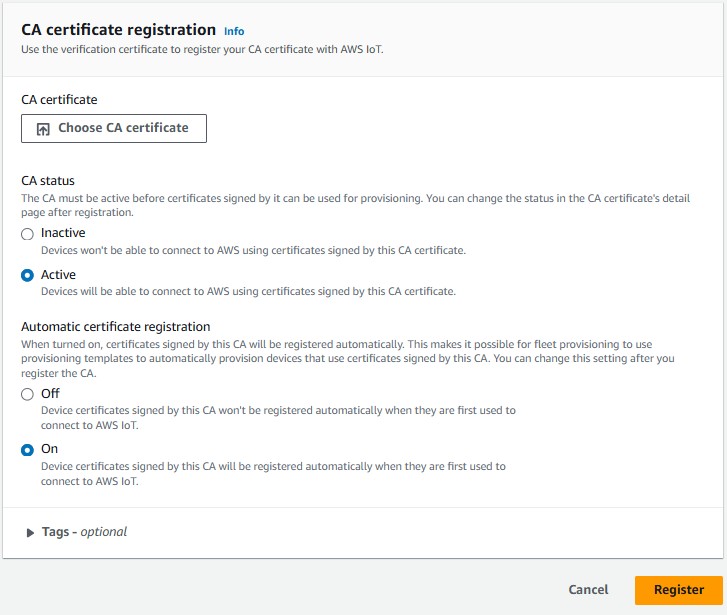 CA certificate registration Info
Use the verification certificate to register your CA certificate with AWS IoT.
CA certificate
Choose CA certificate
CA status
The CA must be active before certificates signed by it can be used for provisioning. You can change the status in the CA certificate's detail
page after registration.
Inactive
Devices won't be able to connect to AWS using certificates signed by this CA certificate.
Active
Devices will be able to connect to AWS using certificates signed by this CA certificate.
Automatic certificate registration
When turned on, certificates signed by this CA will be registered automatically. This makes it possible for fleet provisioning to use
provisioning templates to automatically provision devices that use certificates signed by this CA. You can change this setting after you
register the CA.
Off
Device certificates signed by this CA won't be registered automatically when they are first used to
connect to AWS IoT.
On
Device certificates signed by this CA will be registered automatically when they are first used to
connect to AWS IoT.
Tags - optional
Cancel Register